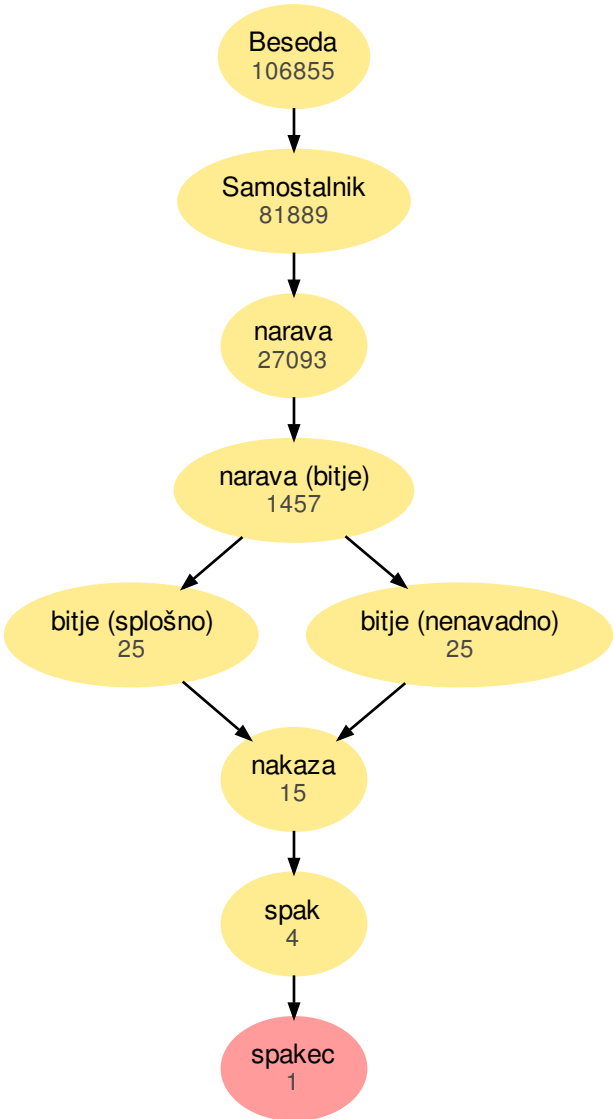 Beseda
106855
Samostalnik
81889
narava
27093
narava (bitje)
1457
bitje (splošno)
25
bitje (nenavadno)
25
nakaza
15
spak
4
spakec
1